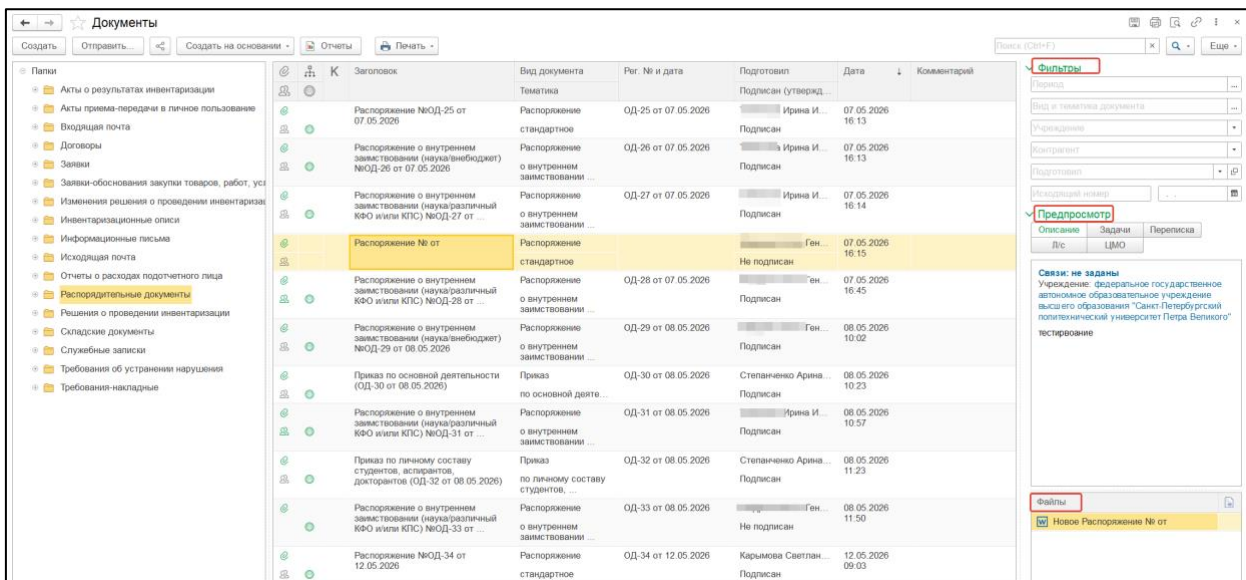 Документы
Создать Отправить... Создать на основании Отчеты Печать Поиск (Ctrl+F) × Еще
Папки
Акты о результатах инвентаризации
Акты приема-передачи в личное пользование
Входящая почта
Договоры
Заявки
Заявки-обоснования закупки товаров, работ, усл
Изменения решения о проведении инвентариза
Инвентаризационные описи
Информационные письма
Исходящая почта
Отчеты о расходах подотчетного лица
Распорядительные документы
Решения о проведении инвентаризации
Складские документы
Служебные записки
Требования об устранении нарушения
Требования-накладные
К Заголовок Вид документа Рег. № и дата Подготовил Дата ↓ Комментарий
Тематика Подписан (утвержд...
Распоряжение №ОД-25 от Распоряжение ОД-25 от 07.05.2026 Ирина И... 07.05.2026
07.05.2026 стандартное Подписан 16:13
Распоряжение о внутреннем Распоряжение ОД-26 от 07.05.2026 Ирина И... 07.05.2026
заимствовании (наука/внебюджет) 16:13
№ОД-26 от 07.05.2026 о внутреннем Подписан
заимствовании ...
Распоряжение о внутреннем Распоряжение ОД-27 от 07.05.2026 Ирина И... 07.05.2026
заимствовании (наука/различный 16:14
КФО и/или КПС) №ОД-27 от ... о внутреннем Подписан
заимствовании ...
Распоряжение № от Распоряжение Ген... 07.05.2026
стандартное Не подписан 16:15
Распоряжение о внутреннем Распоряжение ОД-28 от 07.05.2026 Ген... 07.05.2026
заимствовании (наука/различный 16:45
КФО и/или КПС) №ОД-28 от ... о внутреннем Подписан
заимствовании ...
Распоряжение о внутреннем Распоряжение ОД-29 от 08.05.2026 Ген... 08.05.2026
заимствовании (наука/внебюджет) 10:02
№ОД-29 от 08.05.2026 о внутреннем Подписан
заимствовании ...
Приказ по основной деятельности Приказ ОД-30 от 08.05.2026 Степанченко Арина... 08.05.2026
(ОД-30 от 08.05.2026) по основной деяте... Подписан 10:23
Распоряжение о внутреннем Распоряжение ОД-31 от 08.05.2026 Ирина И... 08.05.2026
заимствовании (наука/различный 10:57
КФО и/или КПС) №ОД-31 от ... о внутреннем Подписан
заимствовании ...
Приказ по личному составу Приказ ОД-32 от 08.05.2026 Степанченко Арина... 08.05.2026
студентов, аспирантов, 11:23
докторантов (ОД-32 от 08.05.2026) по личному составу Подписан
студентов, ...
Распоряжение о внутреннем Распоряжение ОД-33 от 08.05.2026 Ген... 08.05.2026
заимствовании (наука/различный 11:50
КФО и/или КПС) №ОД-33 от ... о внутреннем Не подписан
заимствовании ...
Распоряжение №ОД-34 от Распоряжение ОД-34 от 12.05.2026 Карымова Светлан... 12.05.2026
12.05.2026 стандартное Подписан 09:03
Фильтры
Период
Вид и тематика документа
Учреждение
Контрагент
Подготовил
Исходящий номер . .
Предпросмотр
Описание Задачи Переписка
Л/с ЦМО
Связи: не заданы
Учреждение: федеральное государственное
автономное образовательное учреждение
высшего образования "Санкт-Петербургский
политехнический университет Петра Великого"
тестирвоание
Файлы
Новое Распоряжение № от